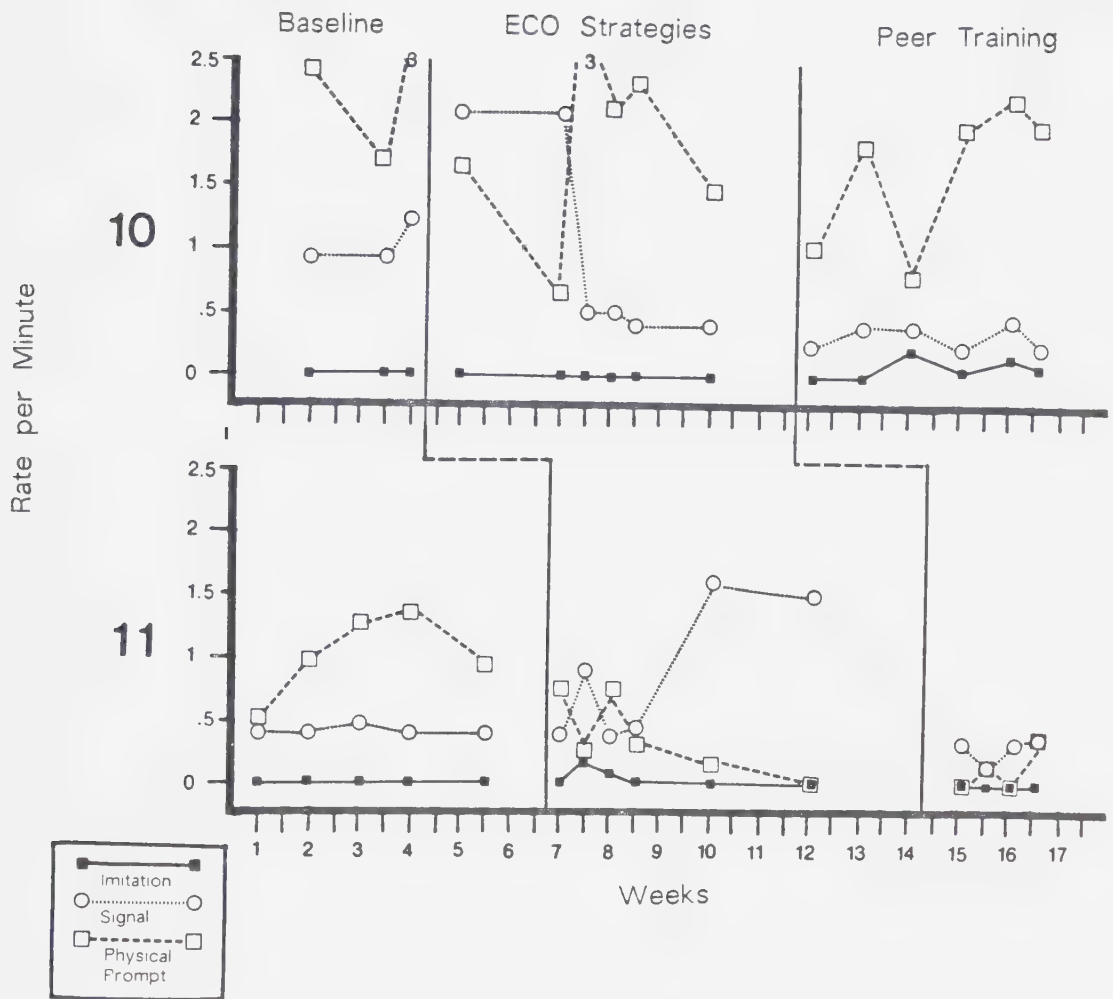 Baseline
ECO Strategies
Peer Training
Rate per Minute
10
2.5
2
1.5
1
.5
0
3
3
11
2.5
2
1.5
1
.5
0
1 2 3 4 5 6 7 8 9 10 11 12 13 14 15 16 17
Weeks
Imitation
Signal
Physical
Prompt